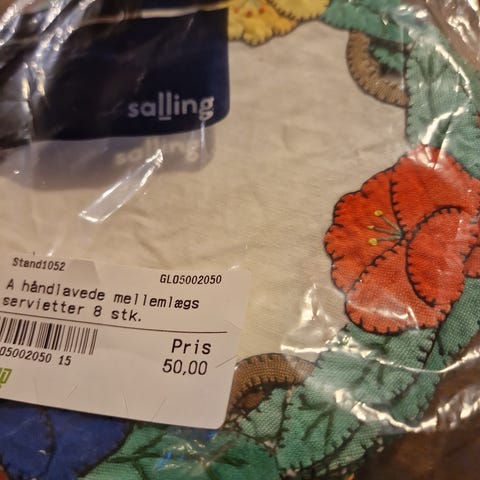 salling
salling
Stand1052
GL05002050
A håndlavede mellemlægs
servietter 8 stk.
05002050 15
Pris
50,00